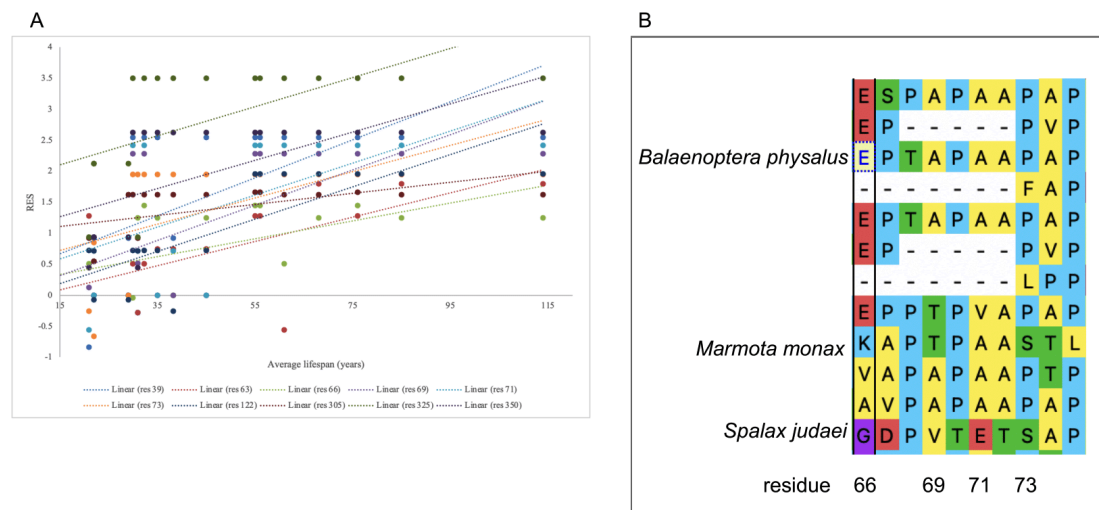 A
4
3.5
3
2.5
2
1.5
1
0.5
0
-0.5
-1
RES
15 35 55 75 95 115
Average lifespan (years)
Linear (res 39) Linear (res 63) Linear (res 66) Linear (res 69) Linear (res 71)
Linear (res 73) Linear (res 122) Linear (res 305) Linear (res 325) Linear (res 350)
B
E S P A P A A P A P
E P - - - - - P V P
Balaenoptera physalus E P T A P A A P A P
- - - - - - - F A P
E P T A P A A P A P
E P - - - - - P V P
- - - - - - - L P P
E P P T P V A P A P
Marmota monax K A P T P A A S T L
V A P A P A A P T P
A V P A P A A P A P
Spalax judaei G D P V T E T S A P
residue 66 69 71 73